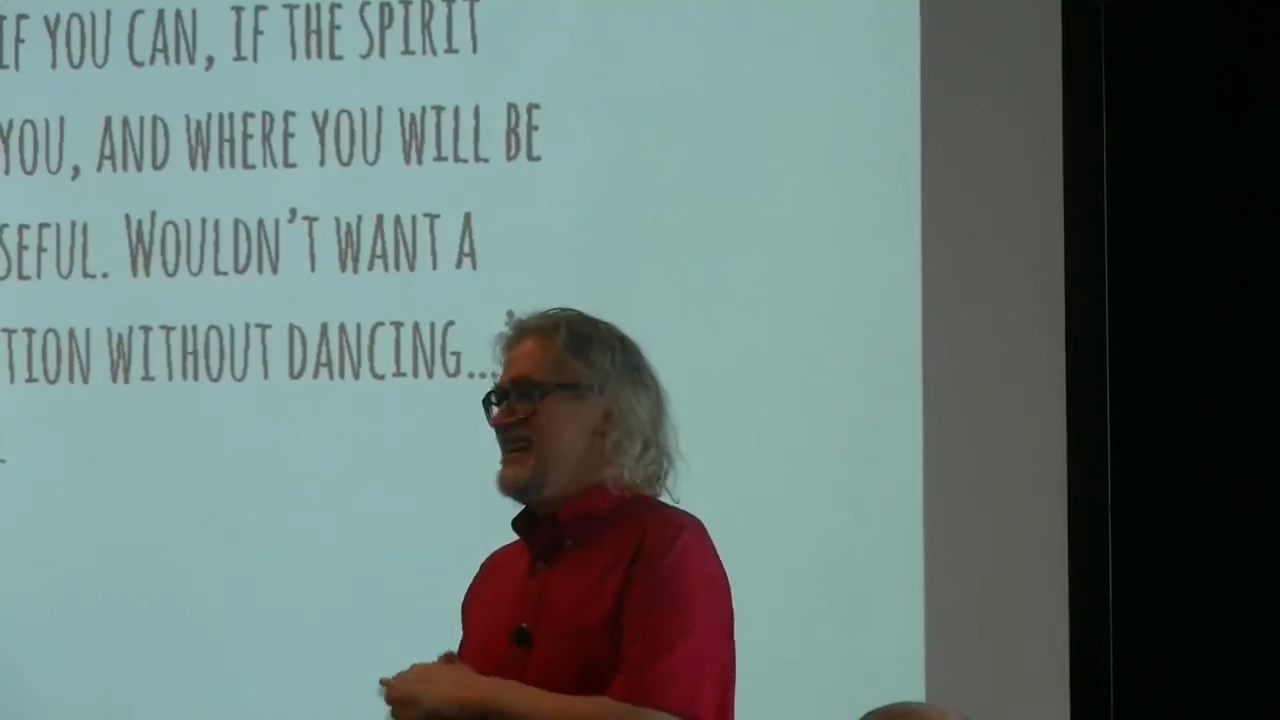 IF YOU CAN, IF THE SPIRIT
YOU, AND WHERE YOU WILL BE
SEFUL. WOULDN'T WANT A
TION WITHOUT DANCING...'